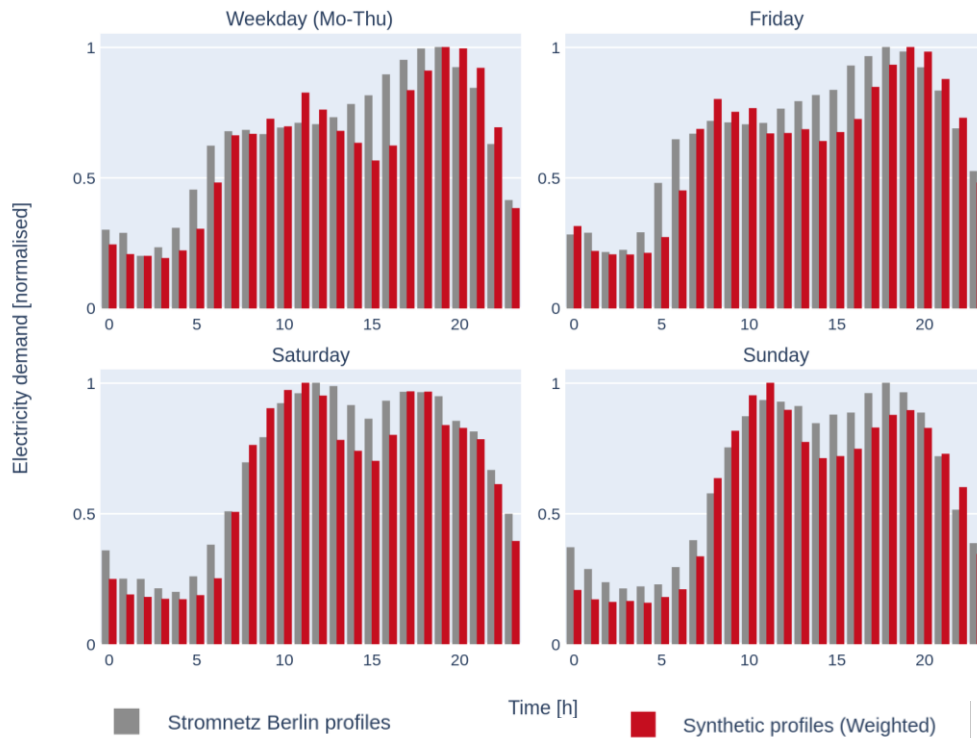 Weekday (Mo-Thu)
Friday
1
0.5
0
1
0.5
0
0 5 10 15 20
0 5 10 15 20
Electricity demand [normalised]
Saturday
Sunday
1
0.5
0
1
0.5
0
0 5 10 15 20
0 5 10 15 20
Time [h]
Stromnetz Berlin profiles
Synthetic profiles (Weighted)